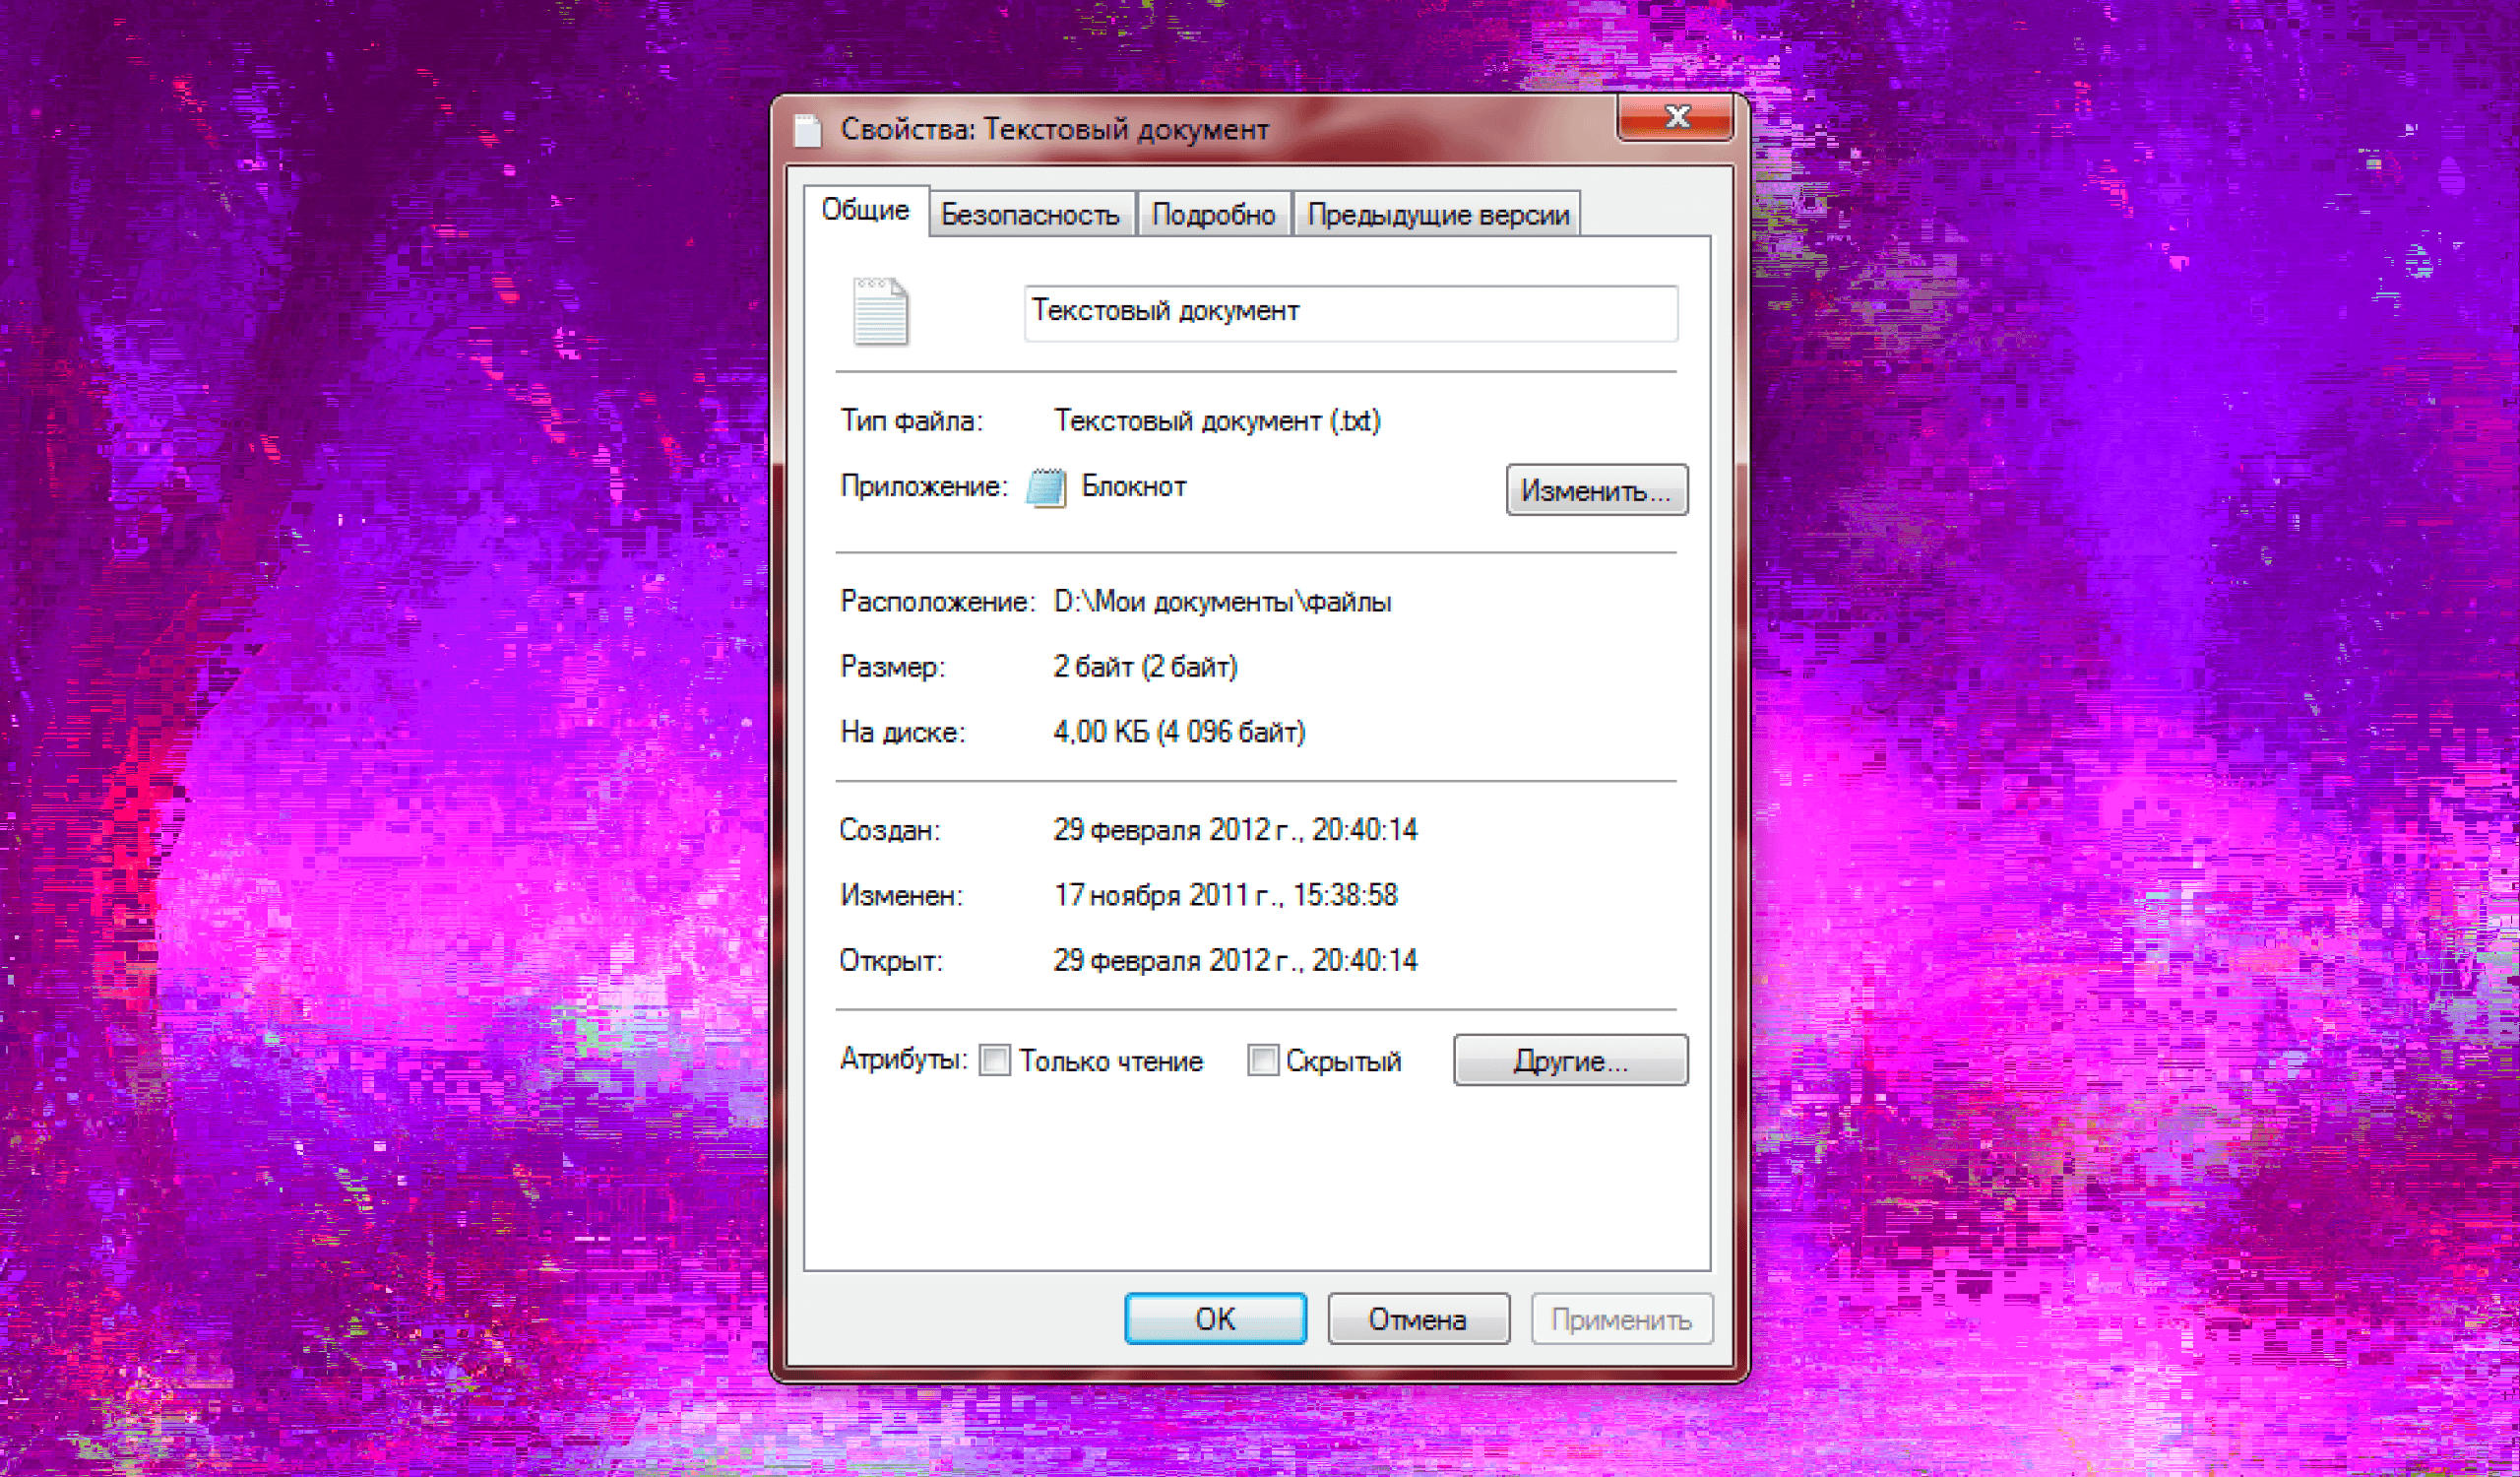 Свойства: Текстовый документ
Общие Безопасность Подробно Предыдущие версии
Текстовый документ
Тип файла: Текстовый документ (.txt)
Приложение: Блокнот Изменить...
Расположение: D:\Мои документы\файлы
Размер: 2 байт (2 байт)
На диске: 4,00 КБ (4 096 байт)
Создан: 29 февраля 2012 г., 20:40:14
Изменен: 17 ноября 2011 г., 15:38:58
Открыт: 29 февраля 2012 г., 20:40:14
Атрибуты: Только чтение Скрытый Другие...
ОК Отмена Применить